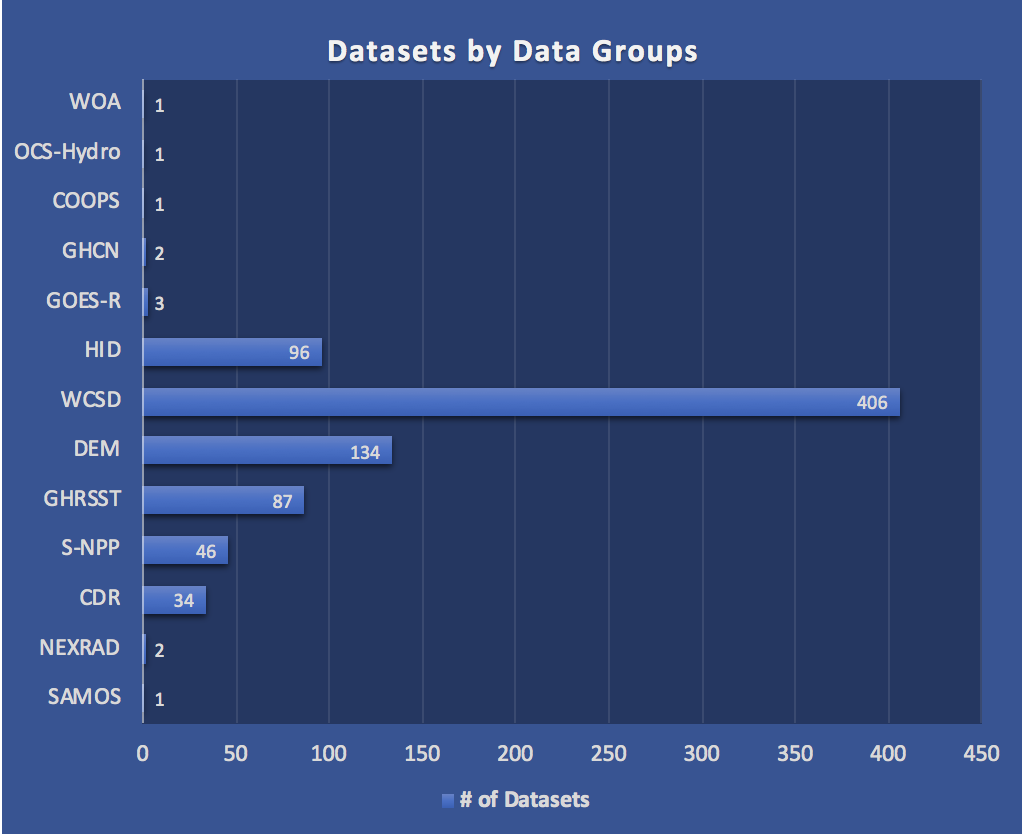 Datasets by Data Groups
WOA 1
OCS-Hydro 1
COOPS 1
GHCN 2
GOES-R 3
HID 96
WCSD 406
DEM 134
GHRSST 87
S-NPP 46
CDR 34
NEXRAD 2
SAMOS 1
0 50 100 150 200 250 300 350 400 450
# of Datasets